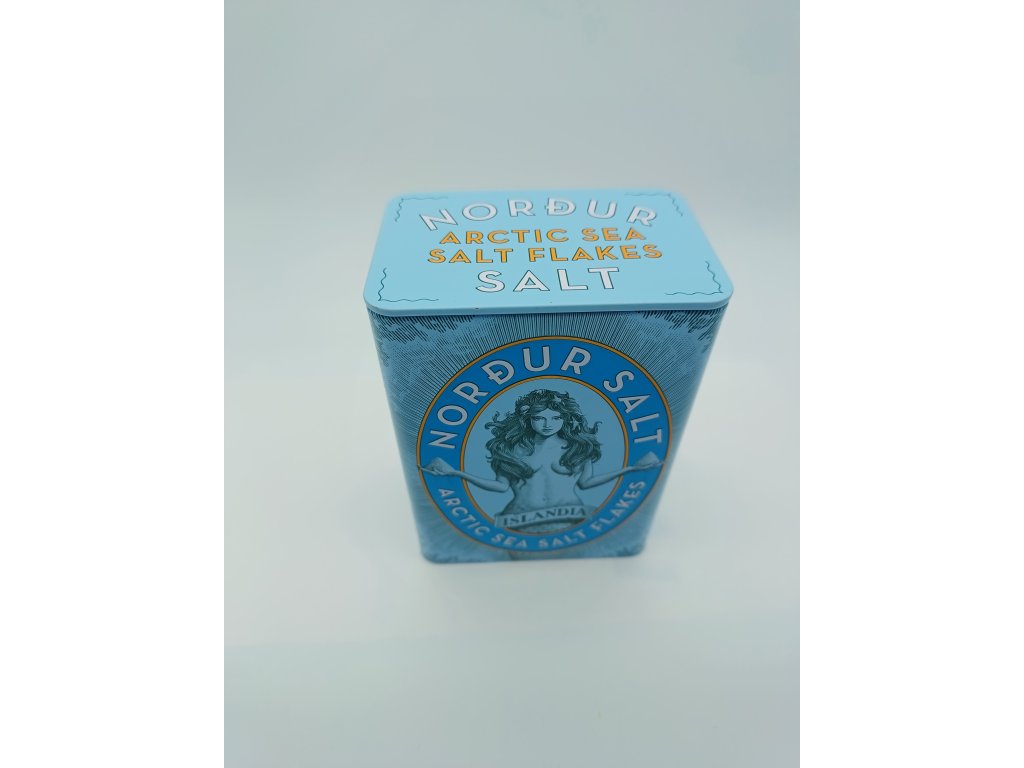 NORÐUR
ARCTIC SEA
SALT FLAKES
SALT
NORÐUR SALT
ISLANDIA
ARCTIC SEA SALT FLAKES